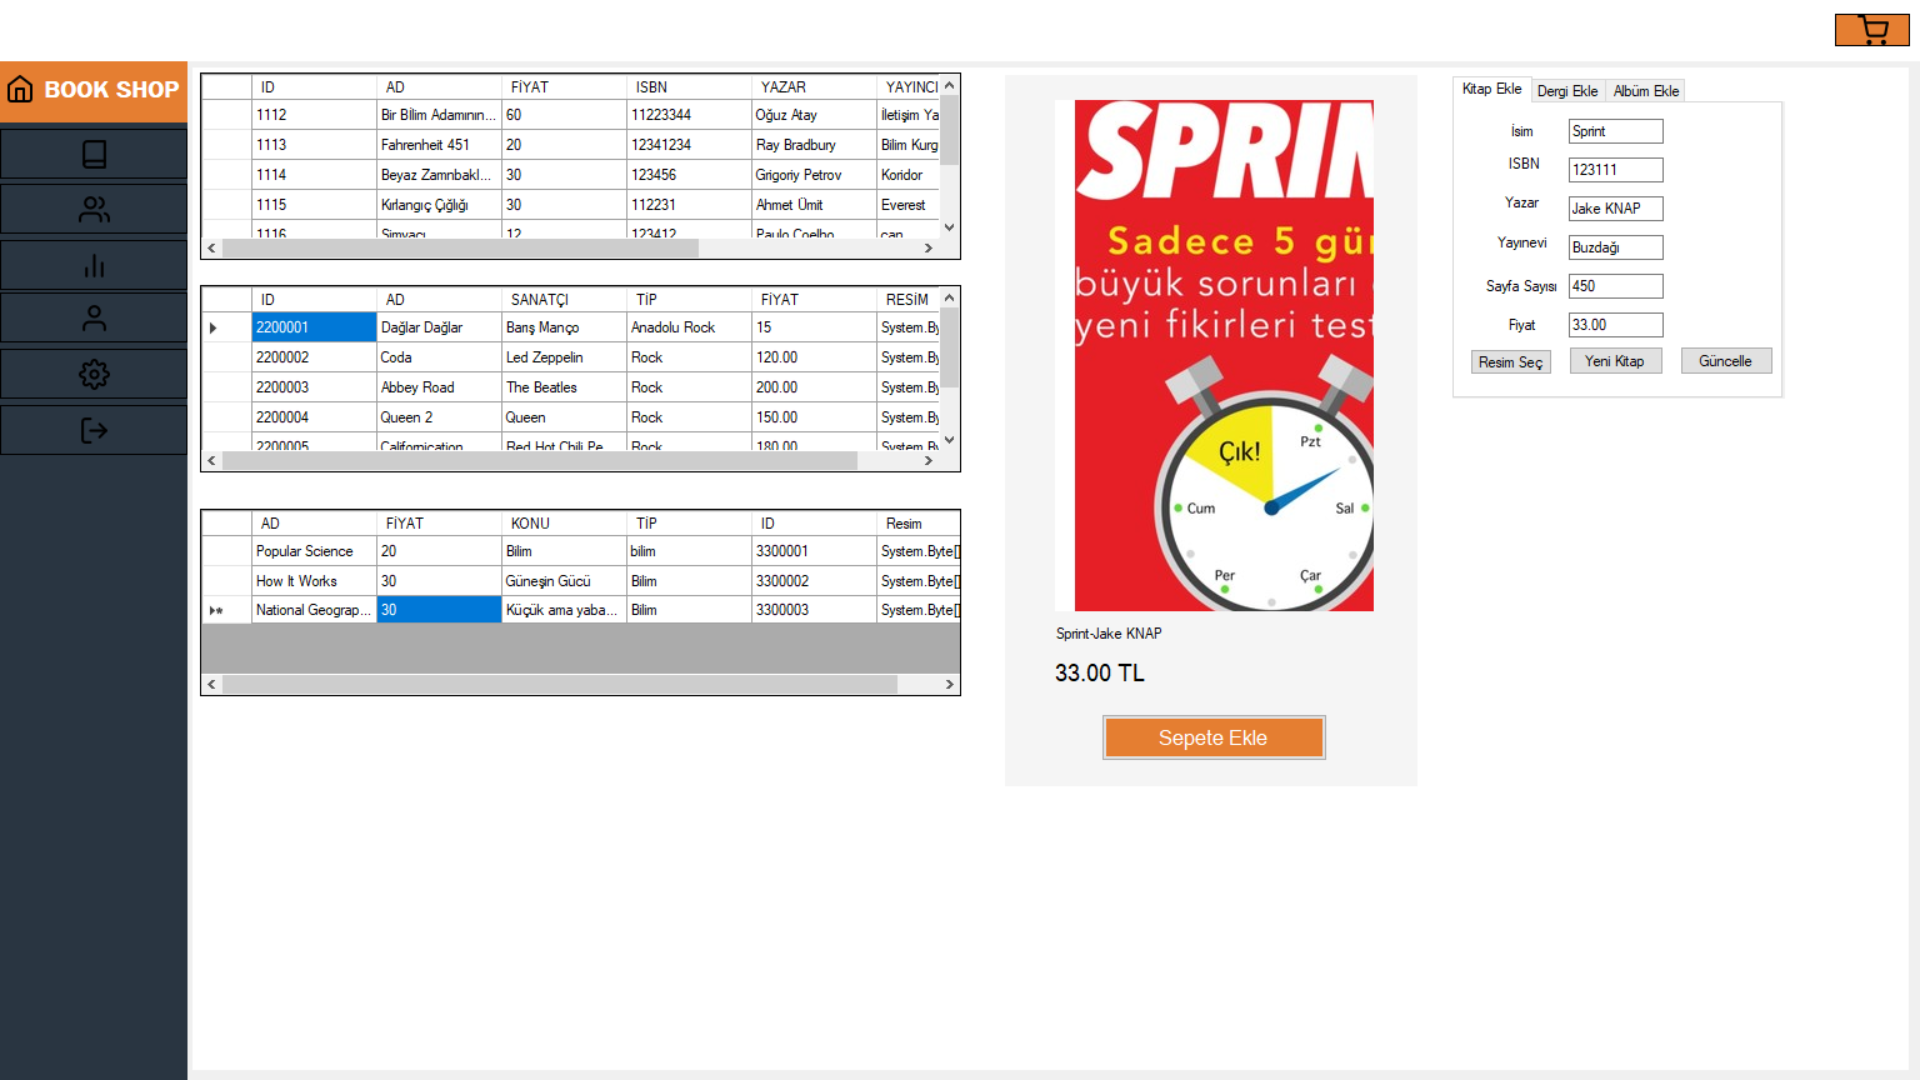 BOOK SHOP
ID AD FİYAT ISBN YAZAR YAYINCI
1112 Bir Bİlim Adamının... 60 11223344 Oğuz Atay İletişim Ya
1113 Fahrenheit 451 20 12341234 Ray Bradbury Bilim Kurg
1114 Beyaz Zamnbakl... 30 123456 Grigoriy Petrov Koridor
1115 Kırlangıç Çığlığı 30 112231 Ahmet Ümit Everest
1116 Simyacı 12 123412 Paulo Coelho can
ID AD SANATÇI TİP FİYAT RESİM
2200001 Dağlar Dağlar Barış Manço Anadolu Rock 15 System.By
2200002 Coda Led Zeppelin Rock 120.00 System.By
2200003 Abbey Road The Beatles Rock 200.00 System.By
2200004 Queen 2 Queen Rock 150.00 System.By
2200005 Californication Red Hot Chili Pe Rock 180.00 System.By
AD FİYAT KONU TİP ID Resim
Popular Science 20 Bilim bilim 3300001 System.Byte[]
How It Works 30 Güneşin Gücü Bilim 3300002 System.Byte[]
National Geograp... 30 Küçük ama yaba... Bilim 3300003 System.Byte[]
SPRIN
Sadece 5 gün
büyük sorunları
yeni fikirleri test
Çık!
Pzt
Cum
Sal
Per
Çar
Sprint-Jake KNAP
33.00 TL
Sepete Ekle
Kitap Ekle Dergi Ekle Albüm Ekle
İsim Sprint
ISBN 123111
Yazar Jake KNAP
Yayınevi Buzdağı
Sayfa Sayısı 450
Fiyat 33.00
Resim Seç Yeni Kitap Güncelle